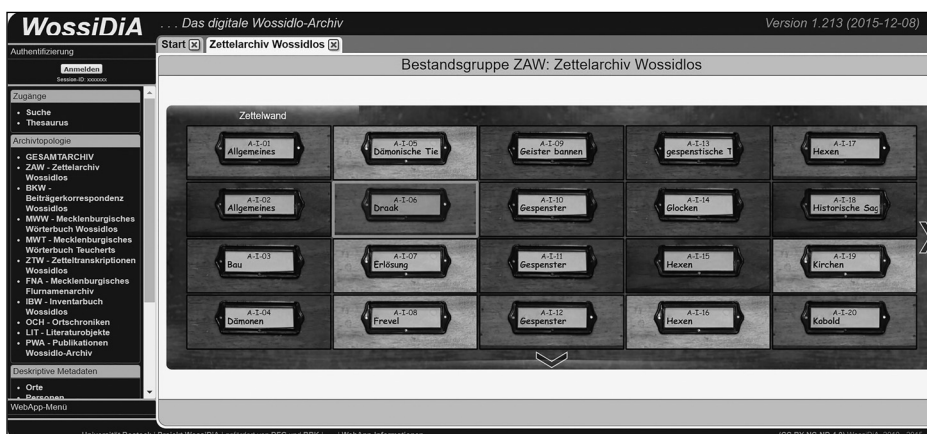 WossiDiA
. . . Das digitale Wossidlo-Archiv
Version 1.213 (2015-12-08)
Authentifizierung
Anmelden
Session-ID: xxxxxxx
Zugänge
• Suche
• Thesaurus
Archivtopologie
• GESAMTARCHIV
• ZAW - Zettelarchiv
Wossidlos
• BKW -
Beiträgerkorrespondenz
Wossidlos
• MWW - Mecklenburgisches
Wörterbuch Wossidlos
• MWT - Mecklenburgisches
Wörterbuch Teucherts
• ZTW - Zetteltranskriptionen
Wossidlos
• FNA - Mecklenburgisches
Flurnamenarchiv
• IBW - Inventarbuch
Wossidlos
• OCH - Ortschroniken
• LIT - Literaturobjekte
• PWA - Publikationen
Wossidlo-Archiv
Deskriptive Metadaten
• Orte
• Personen
WebApp-Menü
Start
Zettelarchiv Wossidlos
Bestandsgruppe ZAW: Zettelarchiv Wossidlos
Zettelwand
A-I-01
Allgemeines
A-I-05
Dämonische Tie
A-I-09
Geister bannen
A-I-13
gespenstische T
A-I-17
Hexen
A-I-02
Allgemeines
A-I-06
Draak
A-I-10
Gespenster
A-I-14
Glocken
A-I-18
Historische Sag
A-I-03
Bau
A-I-07
Erlösung
A-I-11
Gespenster
A-I-15
Hexen
A-I-19
Kirchen
A-I-04
Dämonen
A-I-08
Frevel
A-I-12
Gespenster
A-I-16
Hexen
A-I-20
Kobold